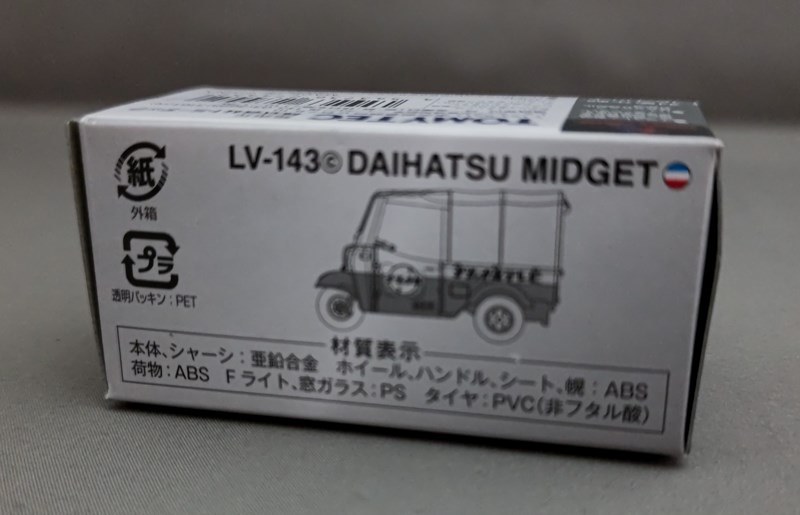 TOMYTEC
LV-143© DAIHATSU MIDGET
紙
外箱
プラ
透明パッキン:PET
材質表示
本体、シャーシ:亜鉛合金 ホイール、ハンドル、シート、幌:ABS
荷物:ABS Fライト、窓ガラス:PS タイヤ:PVC(非フタル酸)